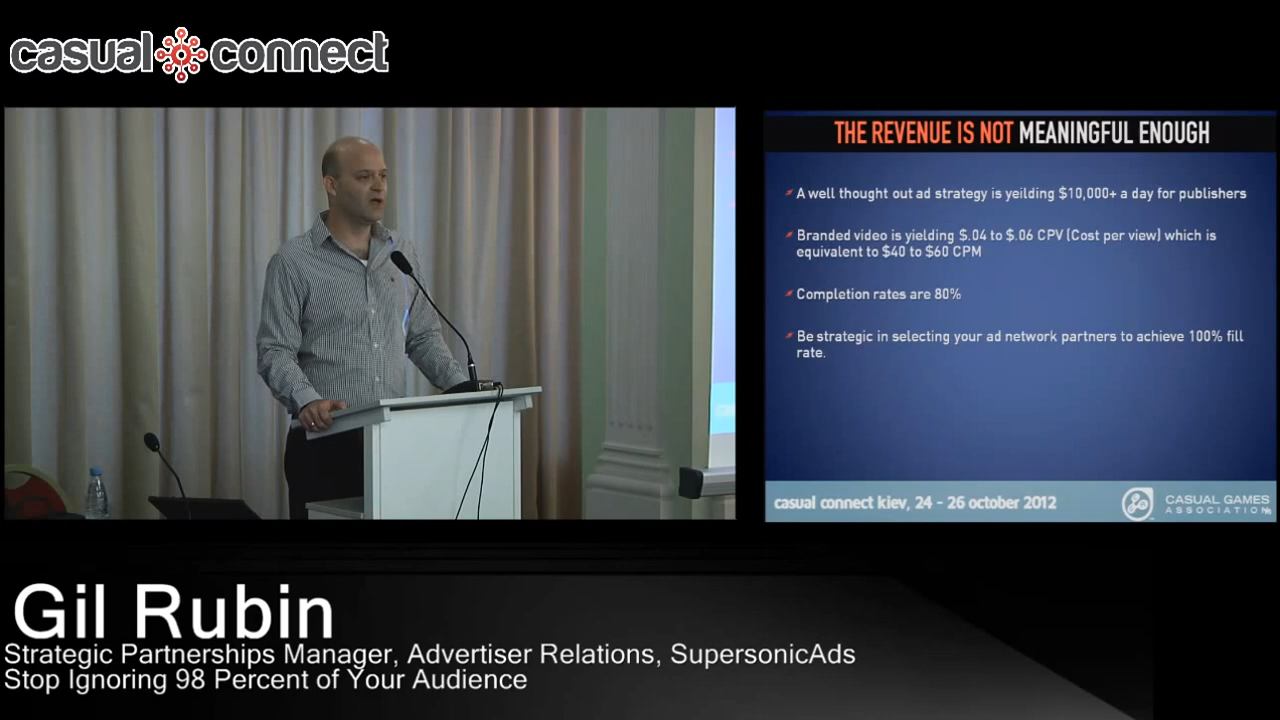 casual connect
THE REVENUE IS NOT MEANINGFUL ENOUGH
A well thought out ad strategy is yeilding $10,000+ a day for publishers
Branded video is yielding $.04 to $.06 CPV (Cost per view) which is
equivalent to $40 to $60 CPM
Completion rates are 80%
Be strategic in selecting your ad network partners to achieve 100% fill
rate.
casual connect kiev, 24 - 26 october 2012
CASUAL GAMES
ASSOCIATION
Gil Rubin
Strategic Partnerships Manager, Advertiser Relations, SupersonicAds
Stop Ignoring 98 Percent of Your Audience